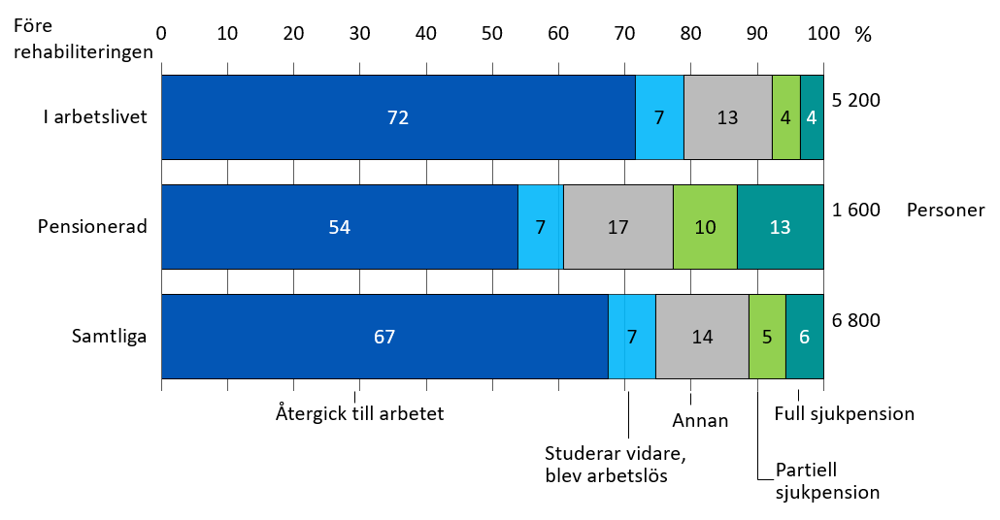 Före
rehabiliteringen
0 10 20 30 40 50 60 70 80 90 100 %
I arbetslivet 72 7 13 4 4 5 200
Pensionerad 54 7 17 10 13 1 600 Personer
Samtliga 67 7 14 5 6 6 800
Återgick till arbetet
Annan
Full sjukpension
Studerar vidare,
blev arbetslös
Partiell
sjukpension